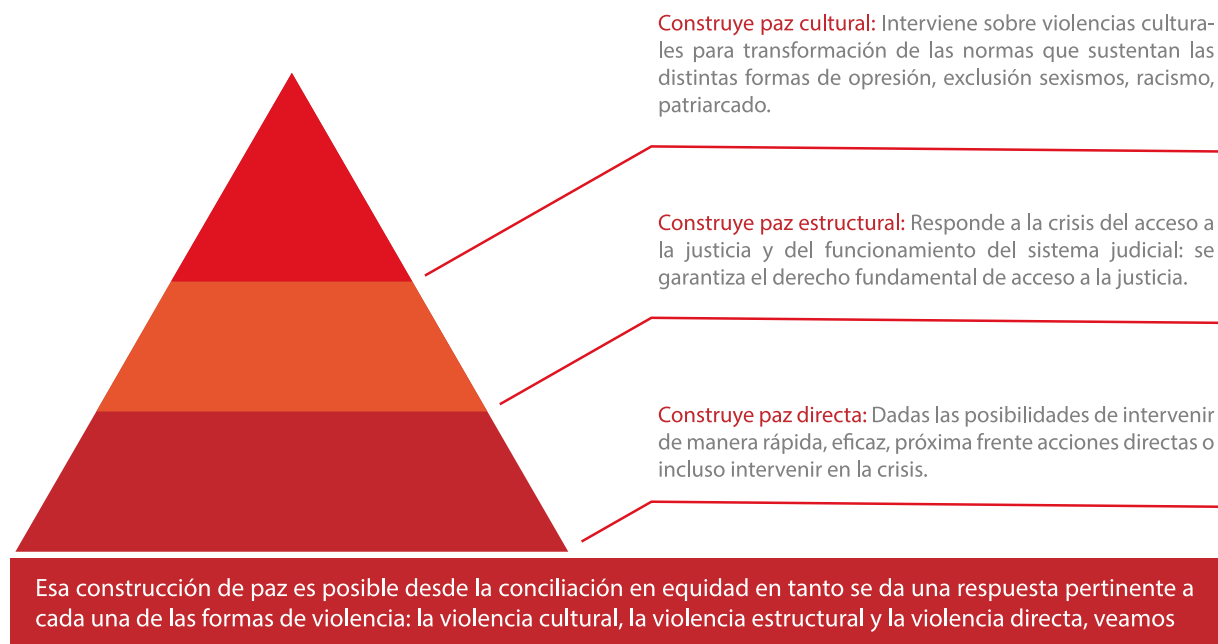 Construye paz cultural: Interviene sobre violencias cultura-
les para transformación de las normas que sustentan las
distintas formas de opresión, exclusión sexismos, racismo,
patriarcado.
Construye paz estructural: Responde a la crisis del acceso a
la justicia y del funcionamiento del sistema judicial: se
garantiza el derecho fundamental de acceso a la justicia.
Construye paz directa: Dadas las posibilidades de intervenir
de manera rápida, eficaz, próxima frente acciones directas o
incluso intervenir en la crisis.
Esa construcción de paz es posible desde la conciliación en equidad en tanto se da una respuesta pertinente a
cada una de las formas de violencia: la violencia cultural, la violencia estructural y la violencia directa, veamos